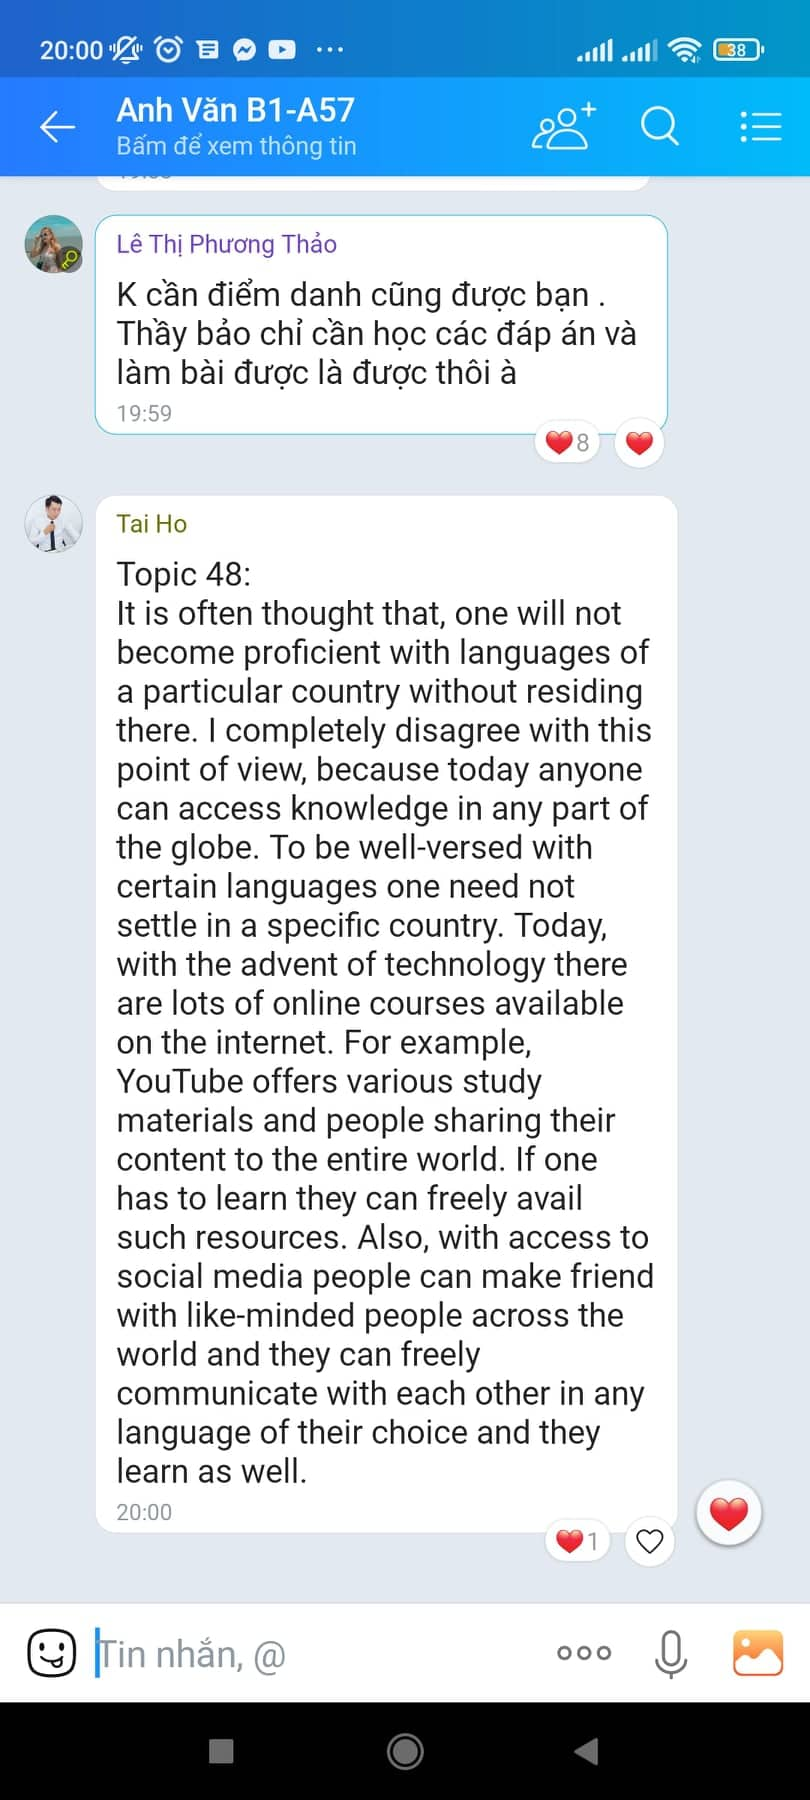 20:00
38
Anh Văn B1-A57
Bấm để xem thông tin
Lê Thị Phương Thảo
K cần điểm danh cũng được bạn .
Thầy bảo chỉ cần học các đáp án và
làm bài được là được thôi à
19:59
8
Tai Ho
Topic 48:
It is often thought that, one will not
become proficient with languages of
a particular country without residing
there. I completely disagree with this
point of view, because today anyone
can access knowledge in any part of
the globe. To be well-versed with
certain languages one need not
settle in a specific country. Today,
with the advent of technology there
are lots of online courses available
on the internet. For example,
YouTube offers various study
materials and people sharing their
content to the entire world. If one
has to learn they can freely avail
such resources. Also, with access to
social media people can make friend
with like-minded people across the
world and they can freely
communicate with each other in any
language of their choice and they
learn as well.
20:00
1
Tin nhắn, @